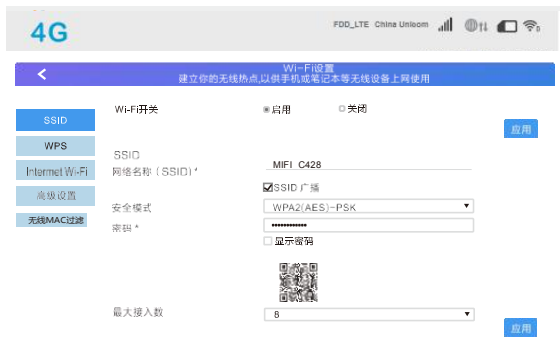 4G
FDD_LTE China Unicom
Wi-Fi设置
建立你的无线热点,以供手机或笔记本等无线设备上网使用
SSID
WPS
Internet Wi-Fi
高级设置
无线MAC过滤
Wi-Fi开关
启用
关闭
应用
SSID
网络名称（SSID）*
MIFI C428
SSID 广播
安全模式
WPA2(AES)-PSK
密码 *
••••••••••••
显示密码
最大接入数
8
应用